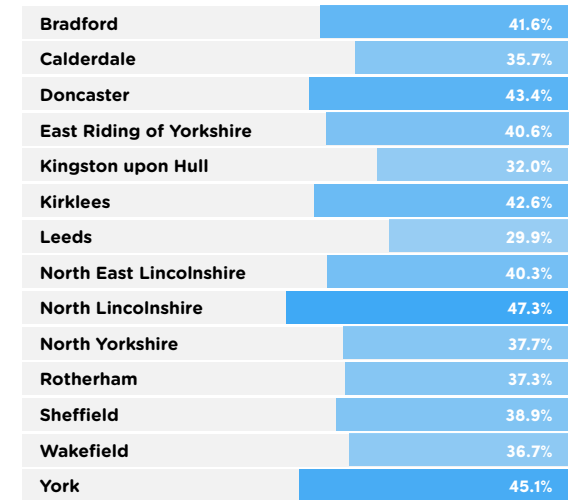 Bradford 41.6%
Calderdale 35.7%
Doncaster 43.4%
East Riding of Yorkshire 40.6%
Kingston upon Hull 32.0%
Kirklees 42.6%
Leeds 29.9%
North East Lincolnshire 40.3%
North Lincolnshire 47.3%
North Yorkshire 37.7%
Rotherham 37.3%
Sheffield 38.9%
Wakefield 36.7%
York 45.1%